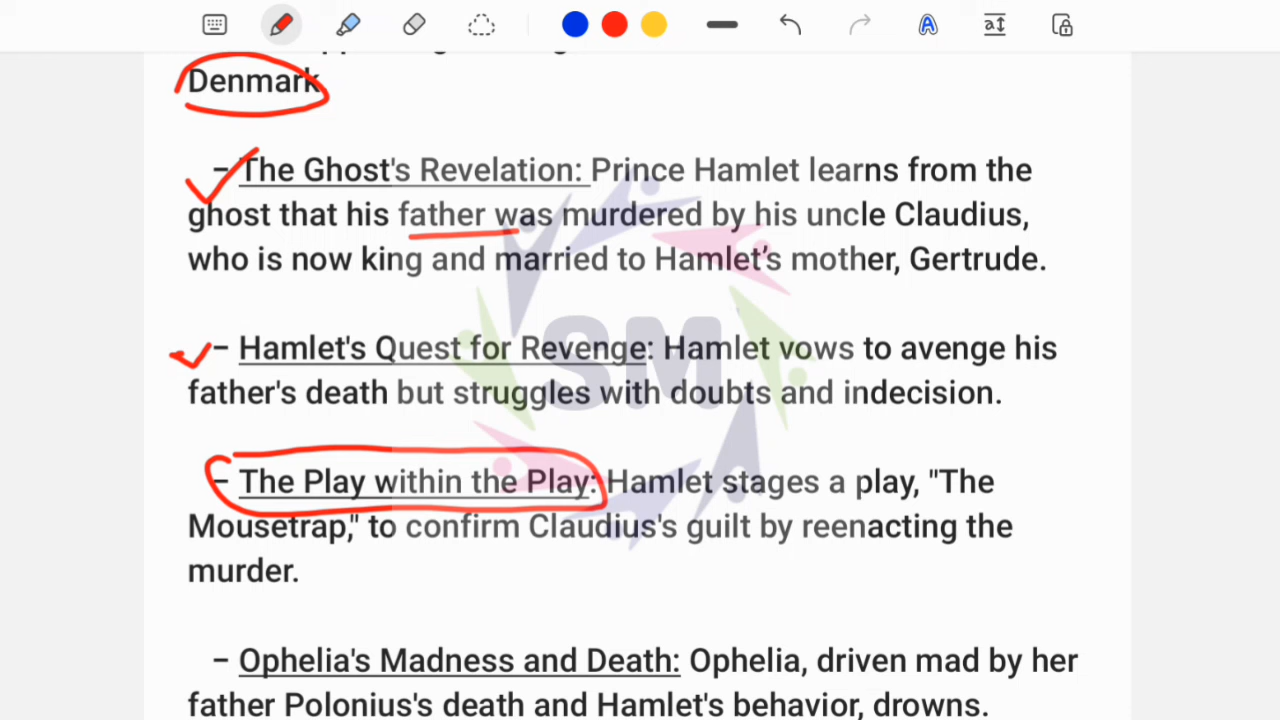 Denmark
– The Ghost's Revelation: Prince Hamlet learns from the
ghost that his father was murdered by his uncle Claudius,
who is now king and married to Hamlet’s mother, Gertrude.
– Hamlet's Quest for Revenge: Hamlet vows to avenge his
father's death but struggles with doubts and indecision.
– The Play within the Play: Hamlet stages a play, "The
Mousetrap," to confirm Claudius's guilt by reenacting the
murder.
– Ophelia's Madness and Death: Ophelia, driven mad by her
father Polonius's death and Hamlet's behavior, drowns.
SM